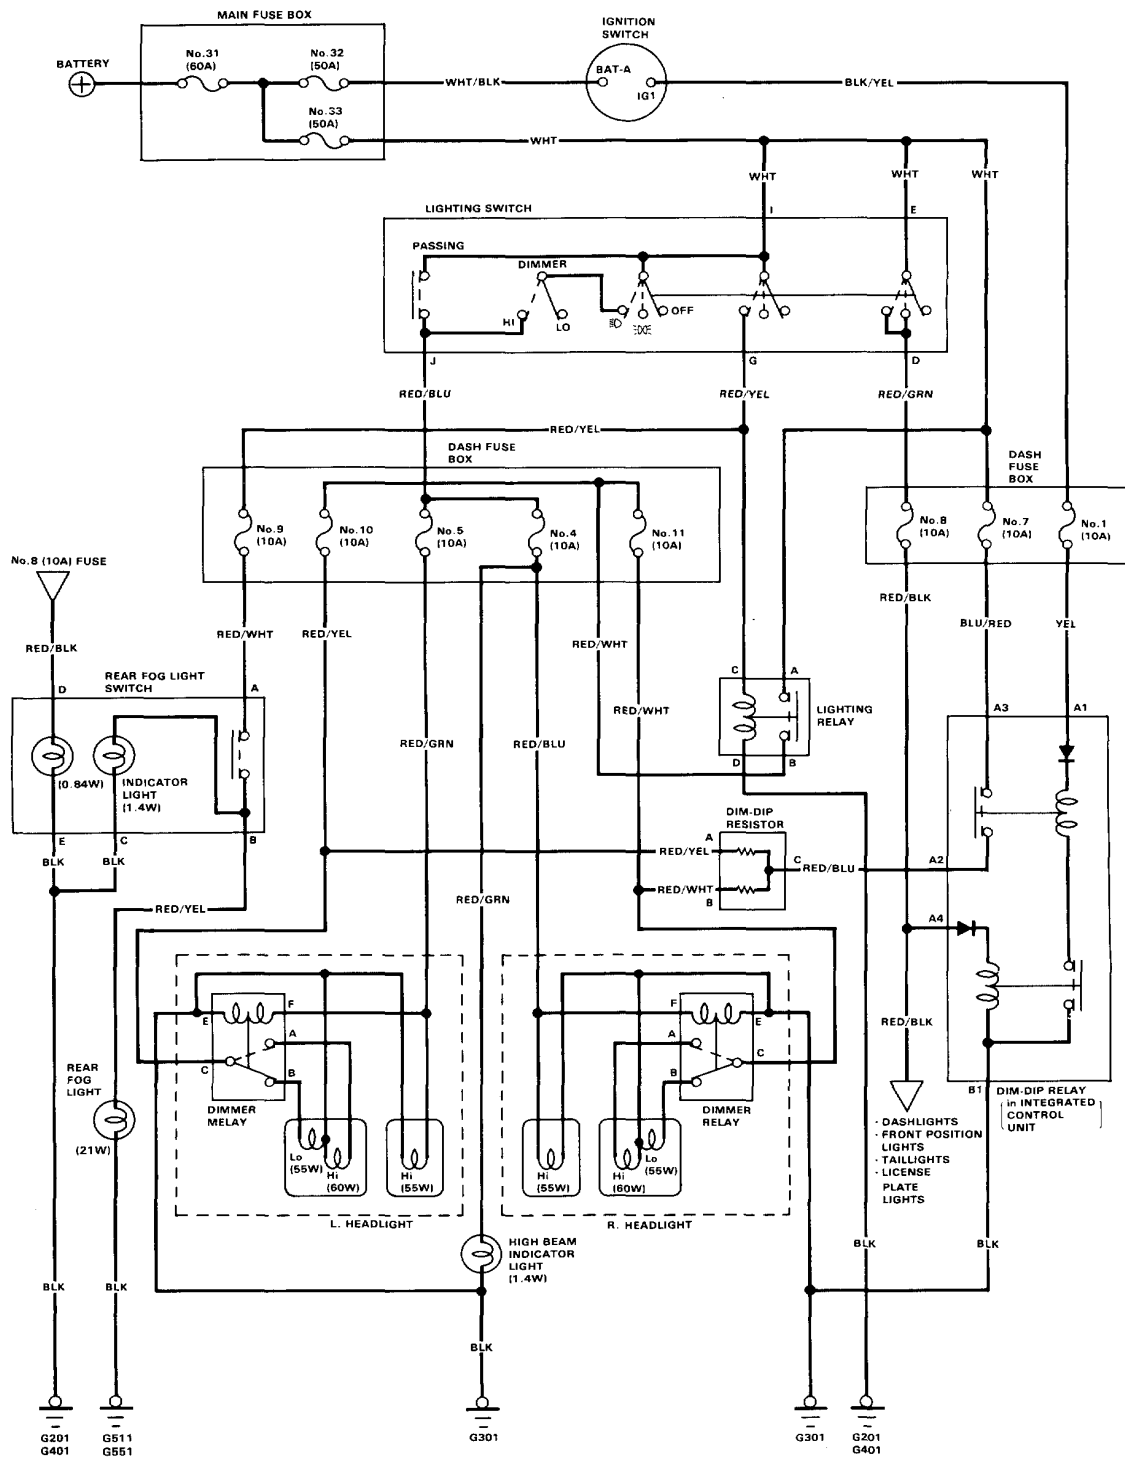 MAIN FUSE BOX
IGNITION
SWITCH
BATTERY
No.31
(60A)
No.32
(50A)
No.33
(50A)
WHT/BLK
BAT-A
IG1
BLK/YEL
WHT
WHT
WHT
WHT
LIGHTING SWITCH
I
E
PASSING
DIMMER
HI
LO
OFF
J
G
D
RED/BLU
RED/YEL
RED/GRN
RED/YEL
DASH FUSE
BOX
DASH
FUSE
BOX
No.9
(10A)
No.10
(10A)
No.5
(10A)
No.4
(10A)
No.11
(10A)
No.8
(10A)
No.7
(10A)
No.1
(10A)
No.8 (10A) FUSE
RED/BLK
RED/WHT
RED/YEL
RED/WHT
RED/BLK
BLU/RED
YEL
REAR FOG LIGHT
SWITCH
D
A
C
A
LIGHTING
RELAY
D
B
RED/WHT
RED/GRN
RED/BLU
A3
A1
(0.84W)
INDICATOR
LIGHT
(1.4W)
E
C
B
BLK
BLK
DIM-DIP
RESISTOR
A
RED/YEL
C
RED/BLU
A2
RED/WHT
B
RED/YEL
RED/GRN
A4
F
E
A
C
B
DIMMER
MELAY
Lo
(55W)
Hi
(60W)
Hi
(55W)
L. HEADLIGHT
F
E
A
C
B
DIMMER
RELAY
Hi
(55W)
Hi
(60W)
Lo
(55W)
R. HEADLIGHT
RED/BLK
REAR
FOG
LIGHT
(21W)
B1
DIM-DIP RELAY
in INTEGRATED
CONTROL
UNIT
· DASHLIGHTS
· FRONT POSITION
LIGHTS
· TAILLIGHTS
· LICENSE
PLATE
LIGHTS
HIGH BEAM
INDICATOR
LIGHT
(1.4W)
BLK
BLK
BLK
BLK
BLK
G201
G401
G511
G551
G301
G301
G201
G401